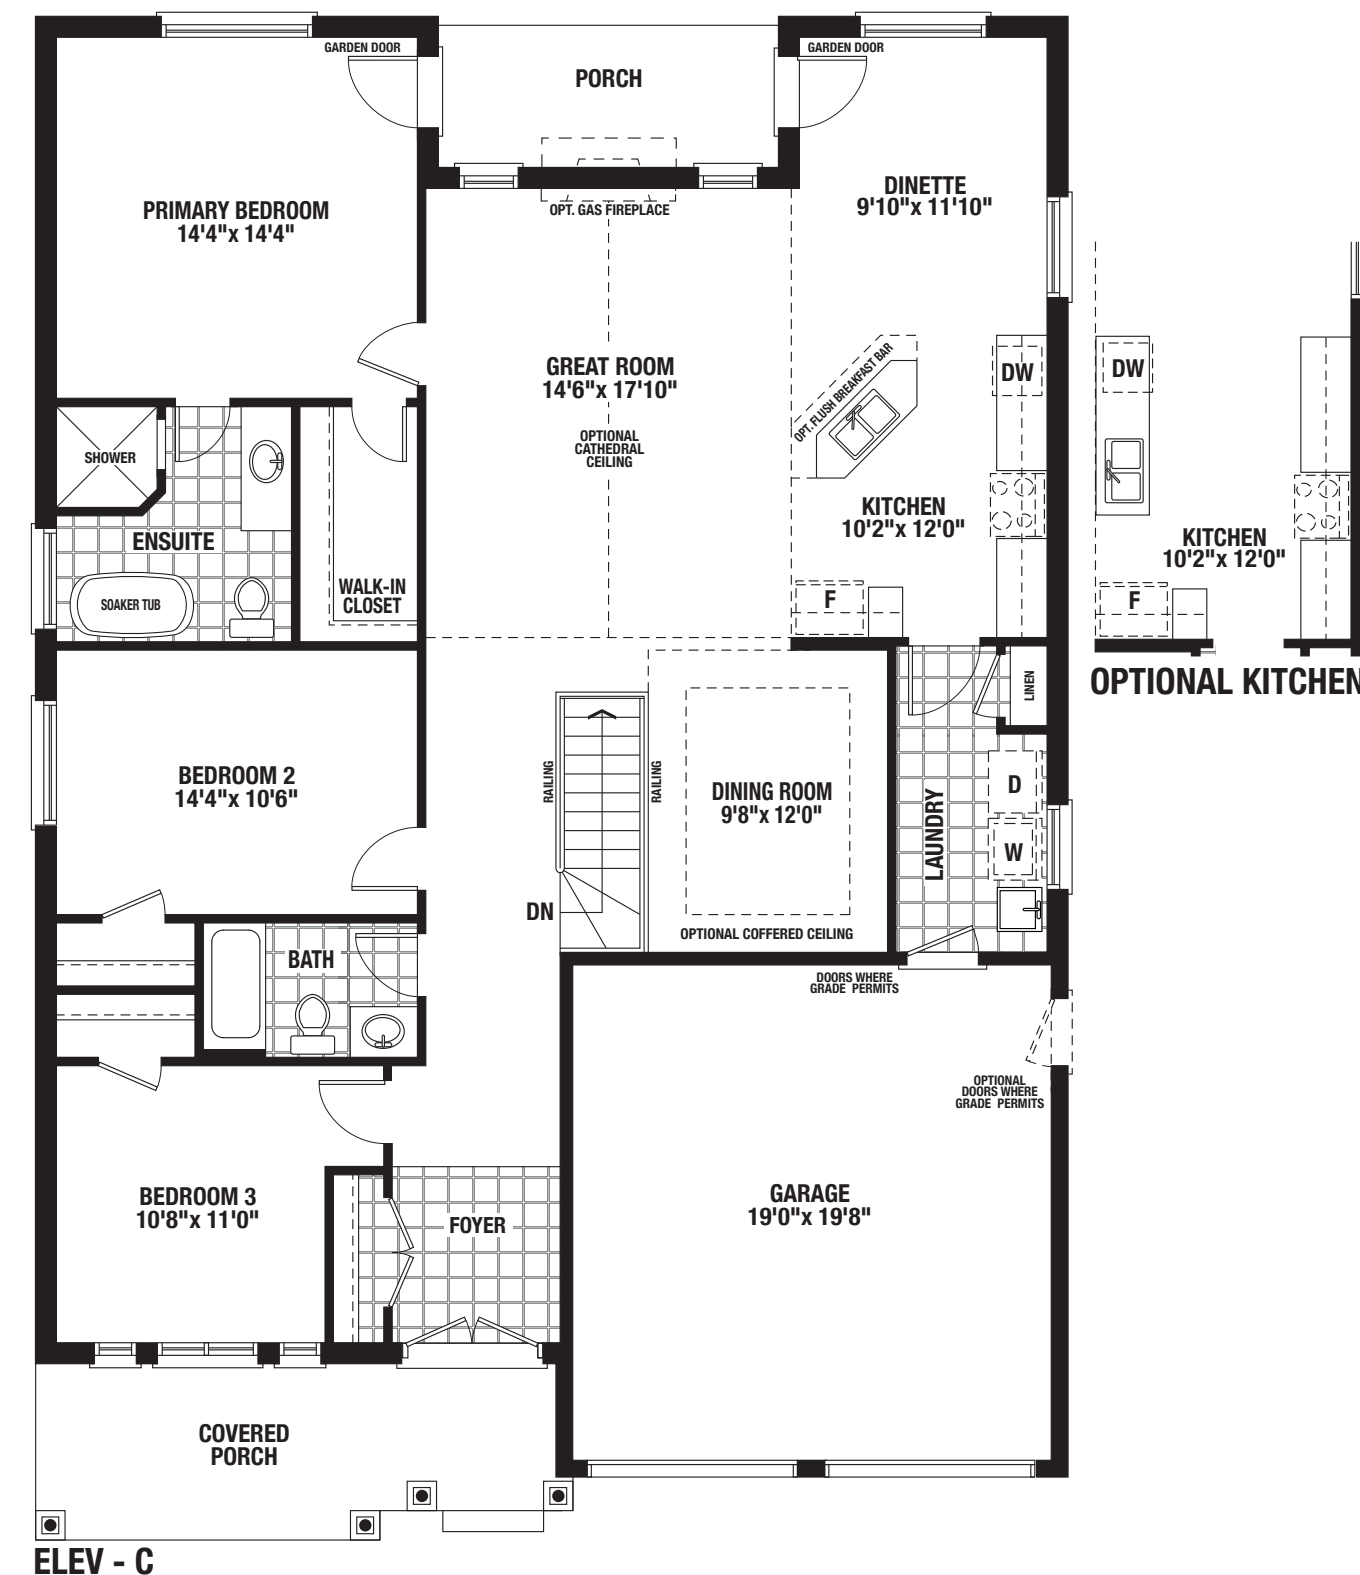 GARDEN DOOR
PORCH
GARDEN DOOR
PRIMARY BEDROOM
14'4"x 14'4"
OPT. GAS FIREPLACE
DINETTE
9'10"x 11'10"
GREAT ROOM
14'6"x 17'10"
OPTIONAL
CATHEDRAL
CEILING
OPT. FLUSH BREAKFAST BAR
DW
KITCHEN
10'2"x 12'0"
F
SHOWER
ENSUITE
SOAKER TUB
WALK-IN
CLOSET
DW
KITCHEN
10'2"x 12'0"
F
OPTIONAL KITCHEN
BEDROOM 2
14'4"x 10'6"
RAILING
RAILING
DN
DINING ROOM
9'8"x 12'0"
OPTIONAL COFFERED CEILING
LINEN
LAUNDRY
D
W
BATH
DOORS WHERE
GRADE PERMITS
OPTIONAL
DOORS WHERE
GRADE PERMITS
BEDROOM 3
10'8"x 11'0"
FOYER
GARAGE
19'0"x 19'8"
COVERED
PORCH
ELEV - C